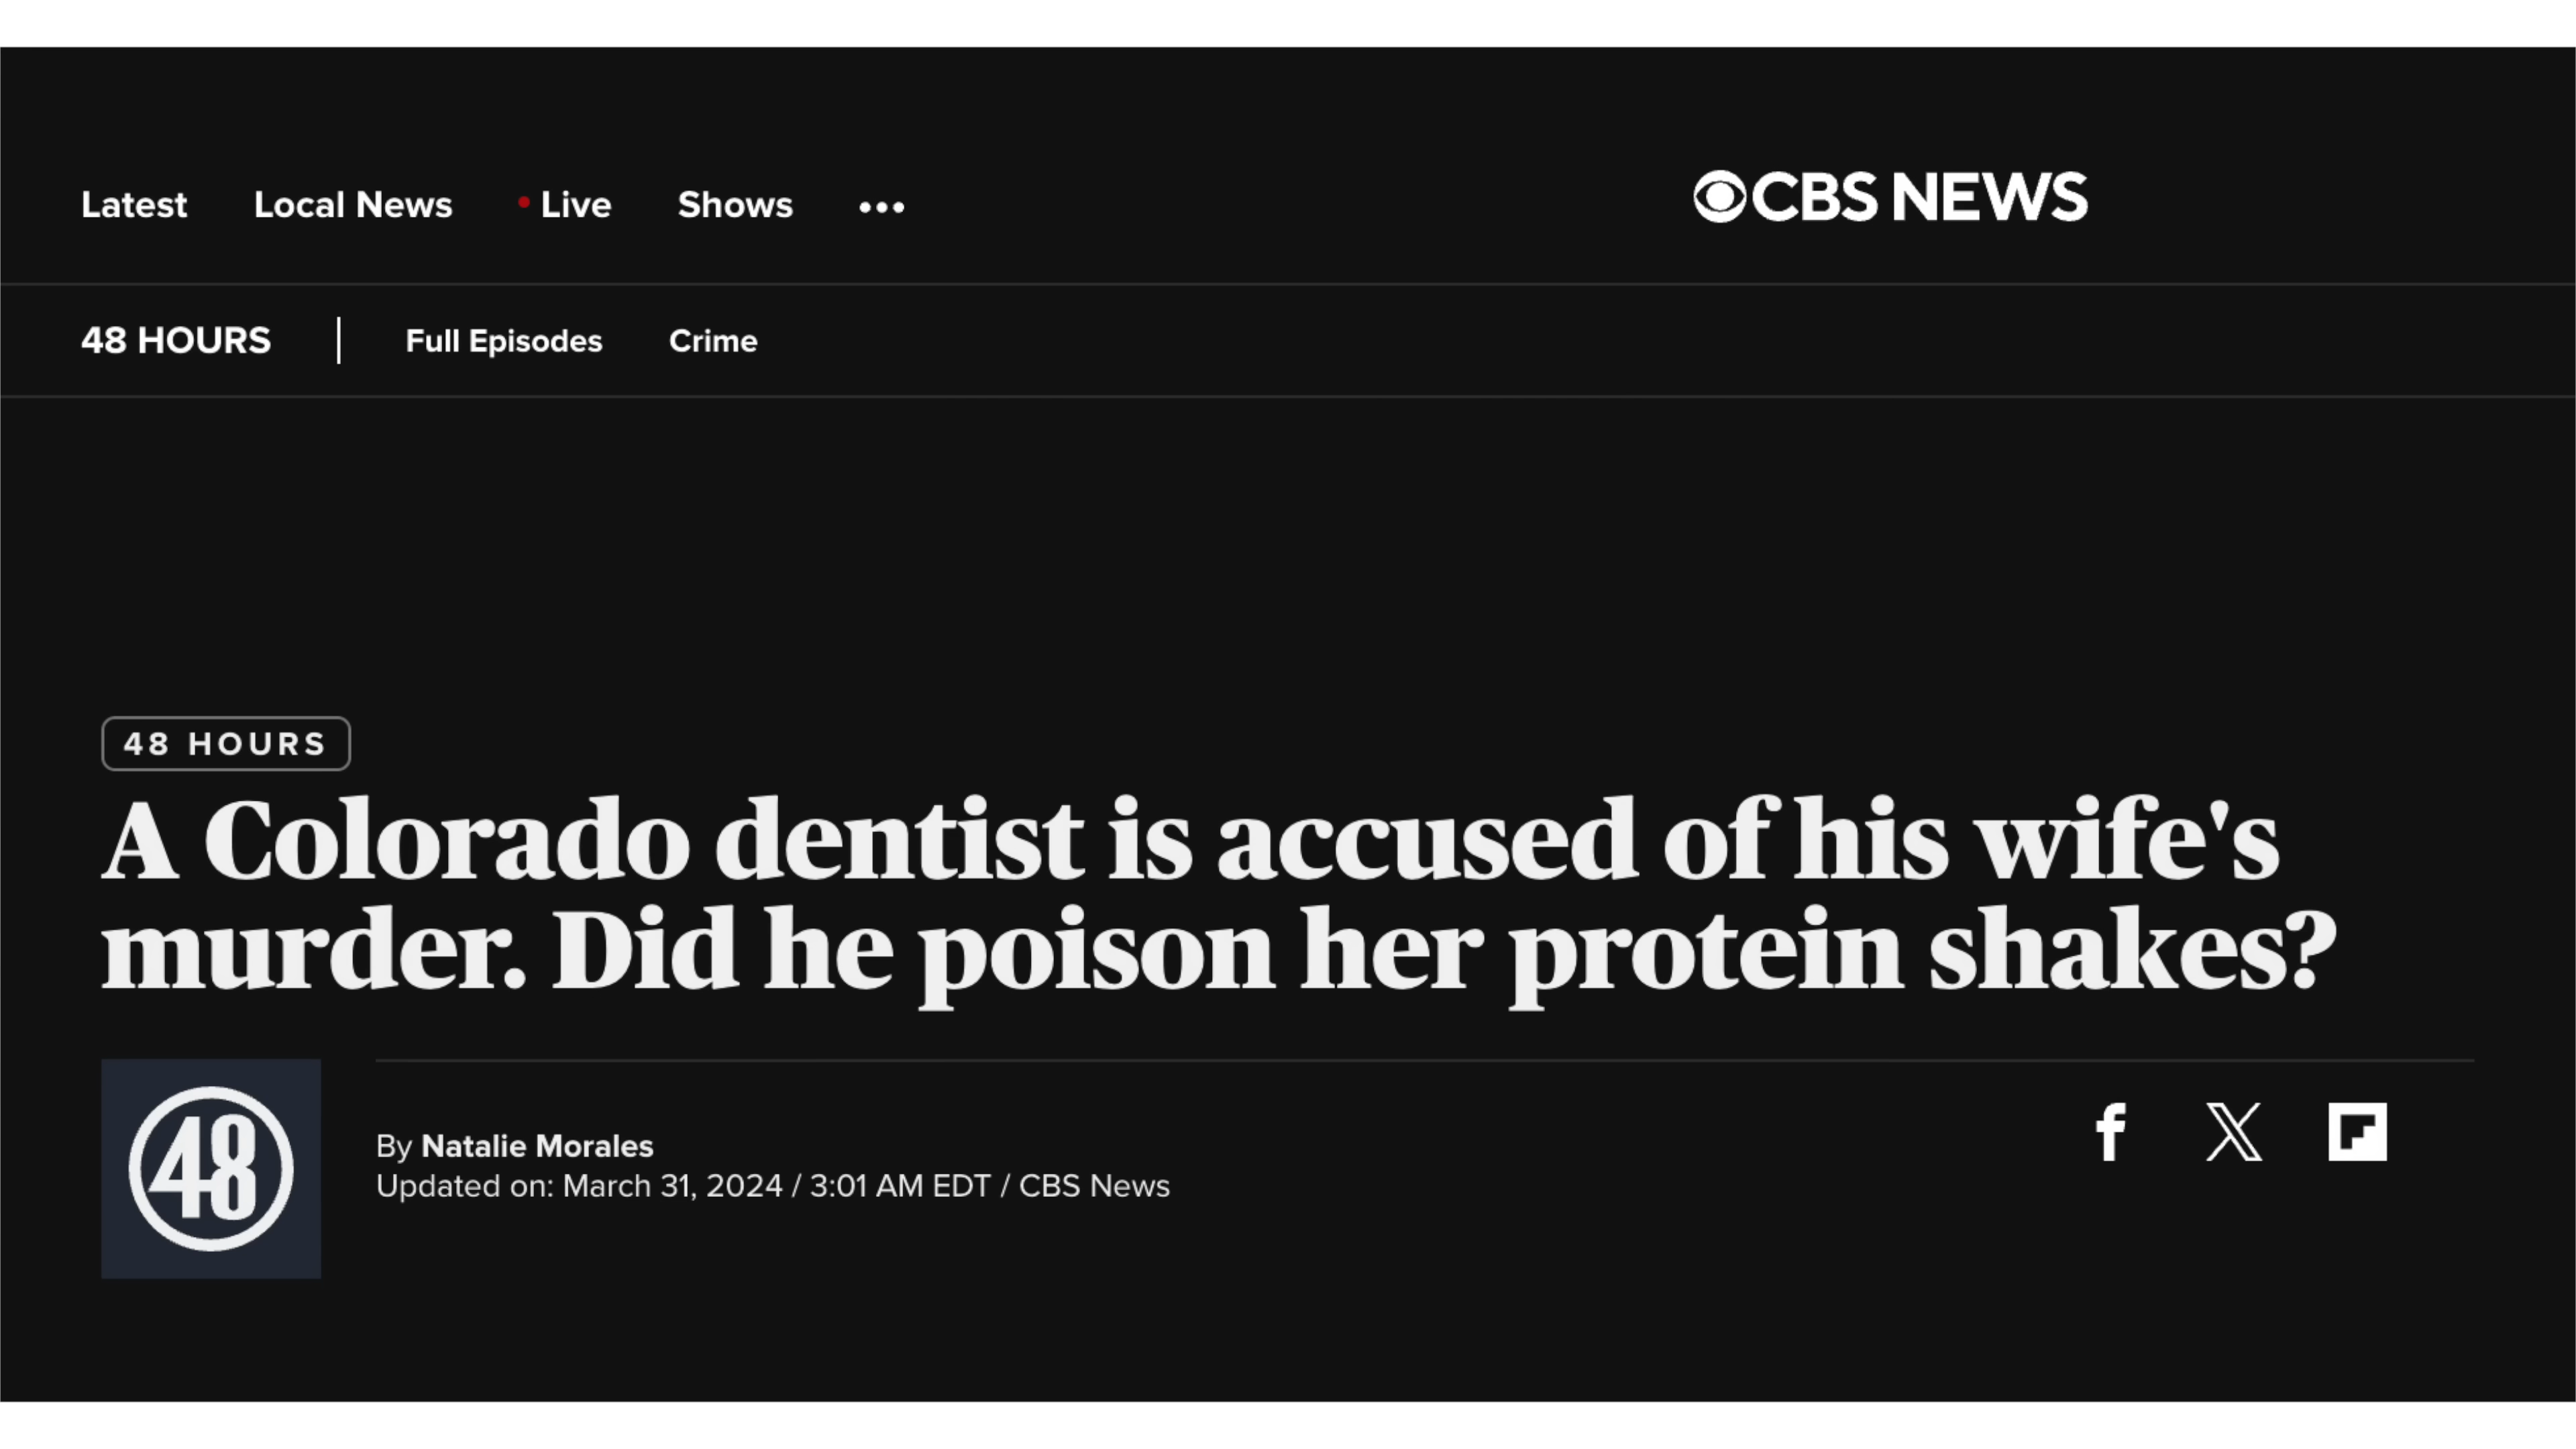 Latest Local News Live Shows •••
CBS NEWS
48 HOURS | Full Episodes Crime
48 HOURS
A Colorado dentist is accused of his wife's
murder. Did he poison her protein shakes?
48
By Natalie Morales
Updated on: March 31, 2024 / 3:01 AM EDT / CBS News